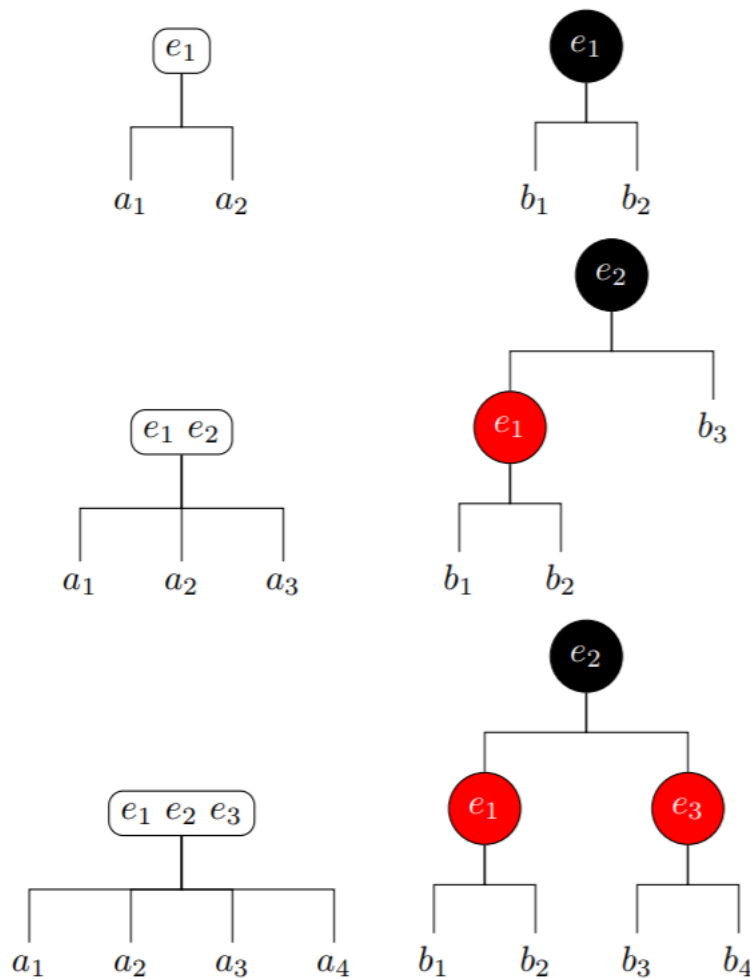 e₁ e₁
a₁ a₂ b₁ b₂
e₂
e₁ e₂ e₁ b₃
a₁ a₂ a₃ b₁ b₂
e₂
e₁ e₂ e₃ e₁ e₃
a₁ a₂ a₃ a₄ b₁ b₂ b₃ b₄